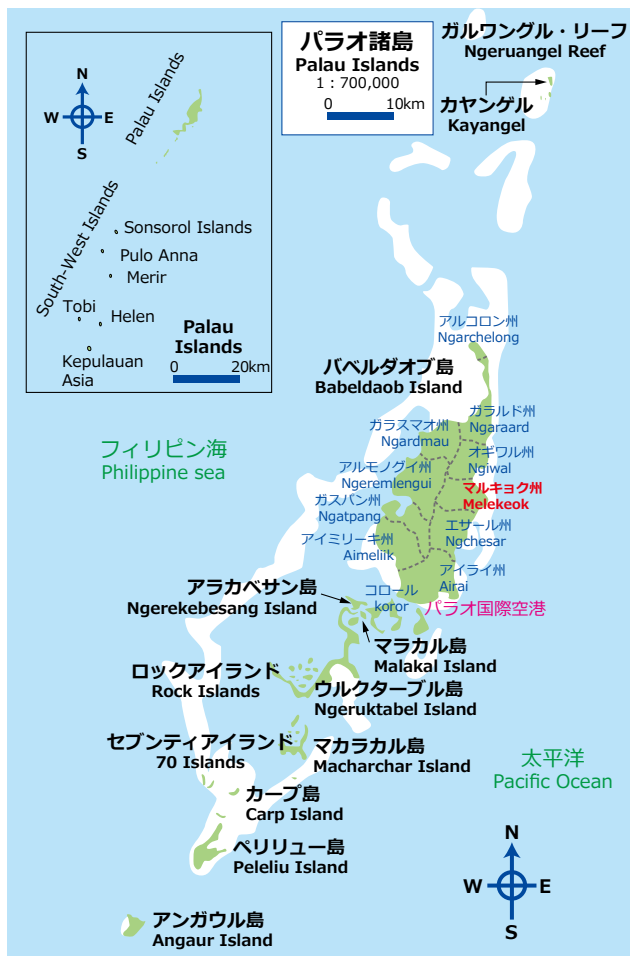 N
W
E
S
Palau Islands
South-West Islands
Sonsorol Islands
Pulo Anna
Merir
Tobi
Helen
Kepulauan
Asia
Palau
Islands
0
20km
パラオ諸島
Palau Islands
1：700,000
0
10km
ガルワングル・リーフ
Ngeruangel Reef
カヤンゲル
Kayangel
アルコロン州
Ngarchelong
バベルダオブ島
Babeldaob Island
ガラルド州
Ngaraard
ガラスマオ州
Ngardmau
オギワル州
Ngiwal
フィリピン海
Philippine sea
アルモノグイ州
Ngeremlengui
マルキョク州
Melekeok
ガスパン州
Ngatpang
エサール州
Ngchesar
アイミリーキ州
Aimeliik
アイライ州
Airai
アラカベサン島
Ngerekebesang Island
コロール
koror
パラオ国際空港
マラカル島
Malakal Island
ロックアイランド
Rock Islands
ウルクターブル島
Ngeruktabel Island
セブンティアイランド
70 Islands
マカラカル島
Macharchar Island
太平洋
Pacific Ocean
カープ島
Carp Island
ペリリュー島
Peleliu Island
N
W
E
S
アンガウル島
Angaur Island